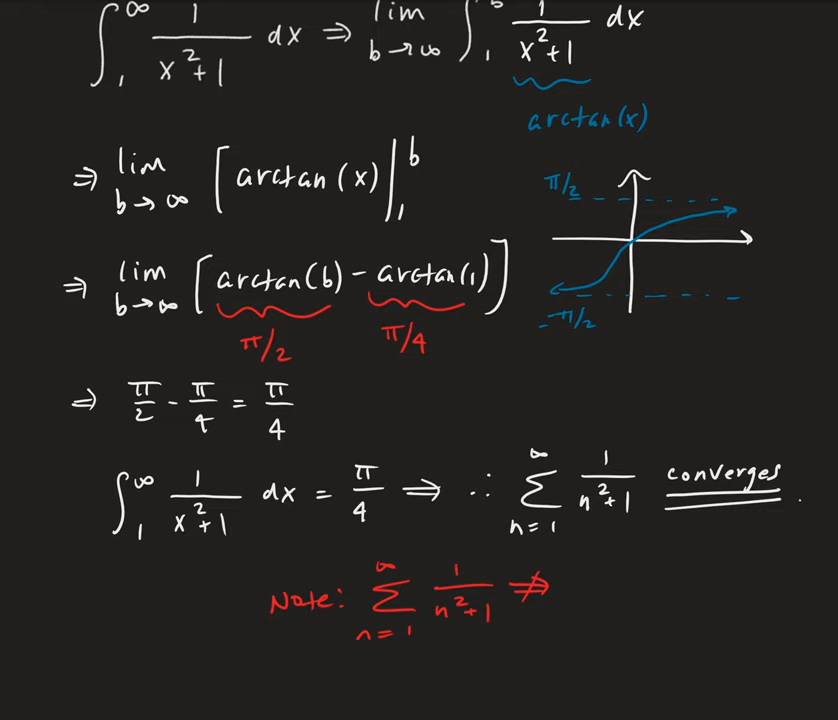 ∫₁^∞ 1/(x²+1) dx ⇒ lim b→∞ ∫₁^b 1/(x²+1) dx
arctan(x)
⇒ lim b→∞ [arctan(x)|₁^b
π/2
⇒ lim b→∞ [arctan(b) - arctan(1)]
π/2 π/4
-π/2
⇒ π/2 - π/4 = π/4
∫₁^∞ 1/(x²+1) dx = π/4 ⇒ ∴ ∑_{n=1}^∞ 1/(n²+1) converges.
Note: ∑_{n=1}^∞ 1/(n²+1) ⇏